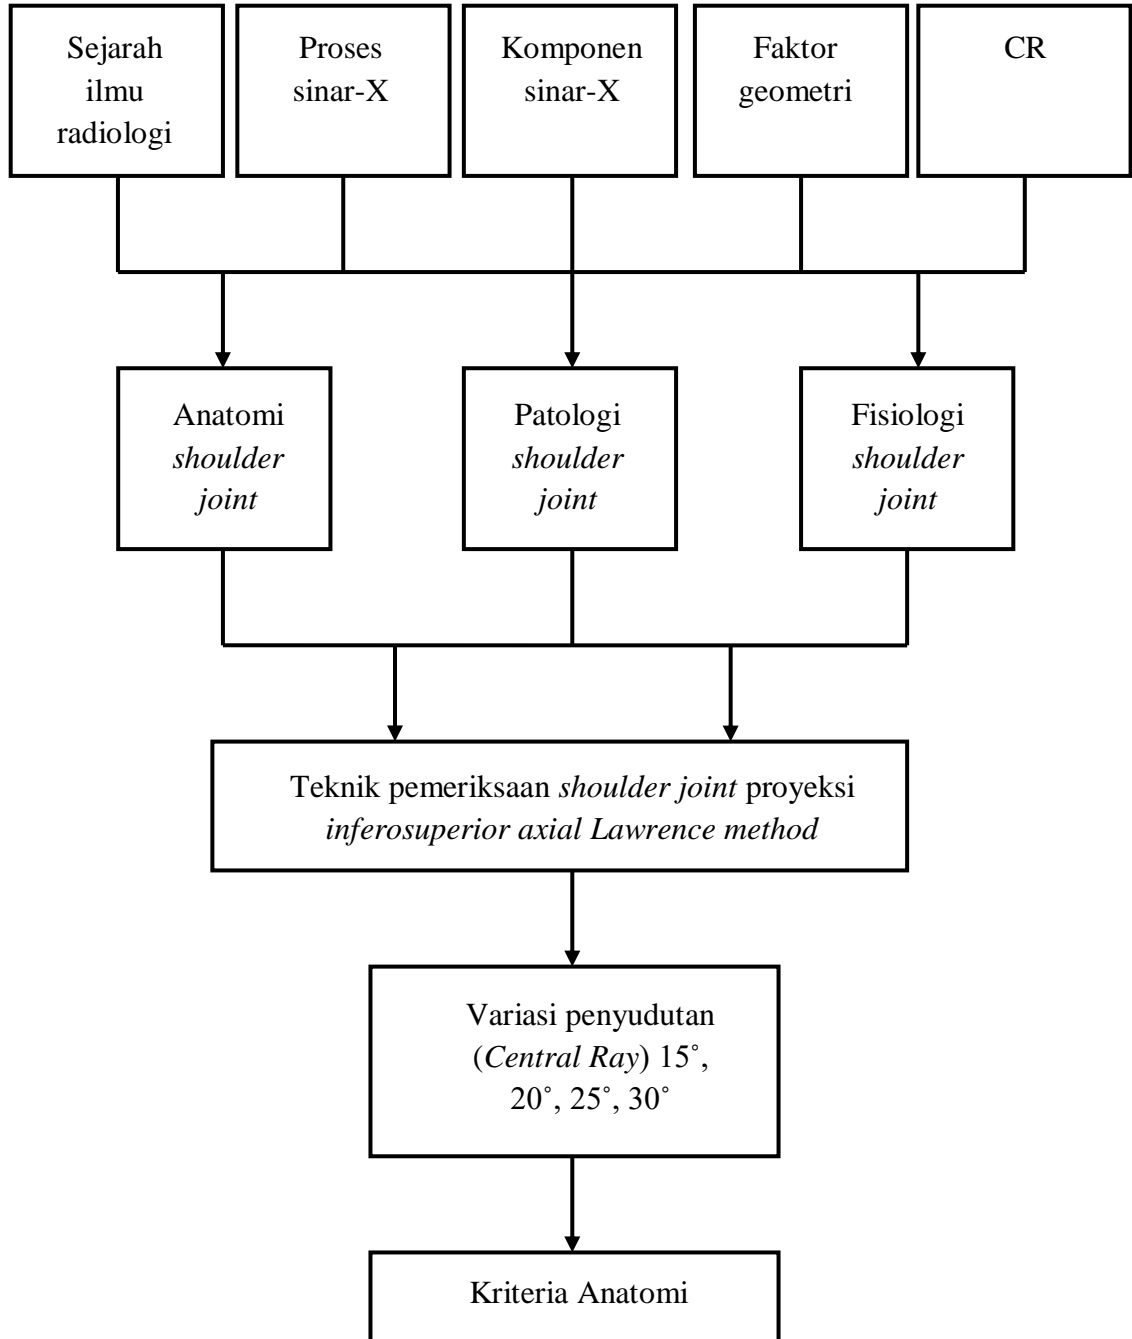 Sejarah
ilmu
radiologi
Proses
sinar-X
Komponen
sinar-X
Faktor
geometri
CR
Anatomi
shoulder
joint
Patologi
shoulder
joint
Fisiologi
shoulder
joint
Teknik pemeriksaan shoulder joint proyeksi
inferosuperior axial Lawrence method
Variasi penyudutan
(Central Ray) 15˚,
20˚, 25˚, 30˚
Kriteria Anatomi